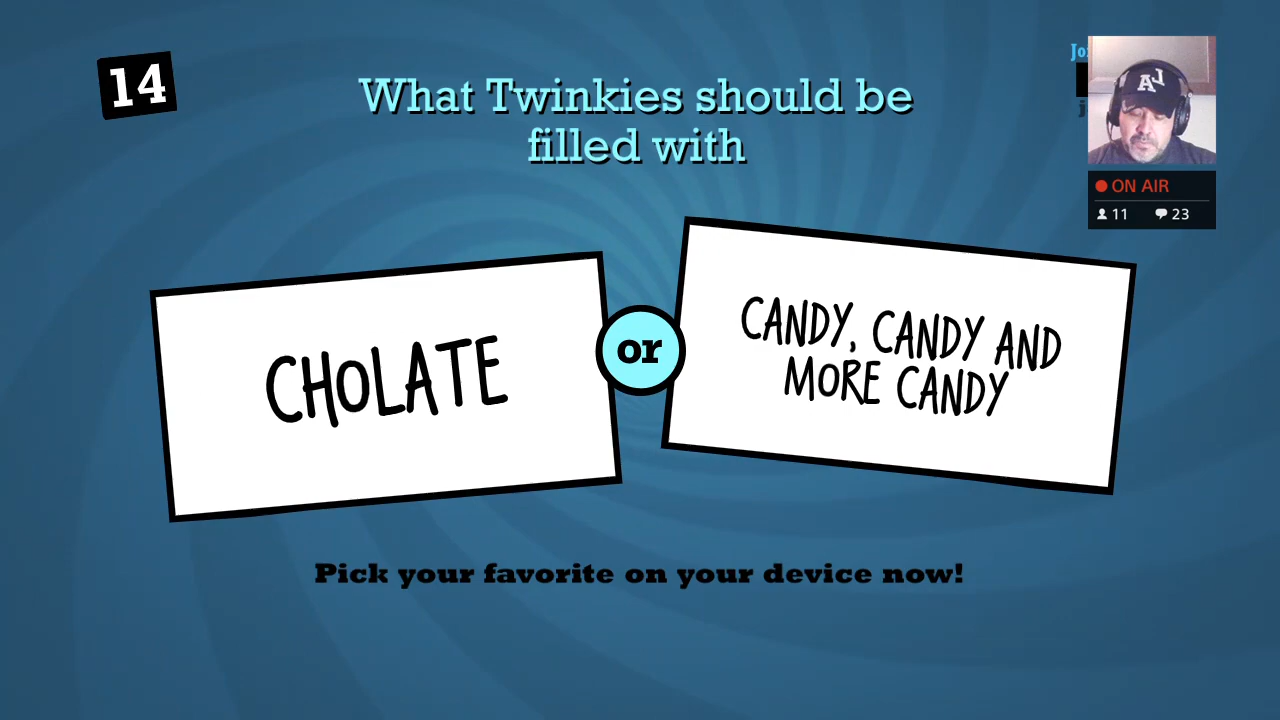 14
What Twinkies should be
filled with
Jo
ON AIR
11 23
CHOLATE
or
CANDY, CANDY AND
MORE CANDY
Pick your favorite on your device now!